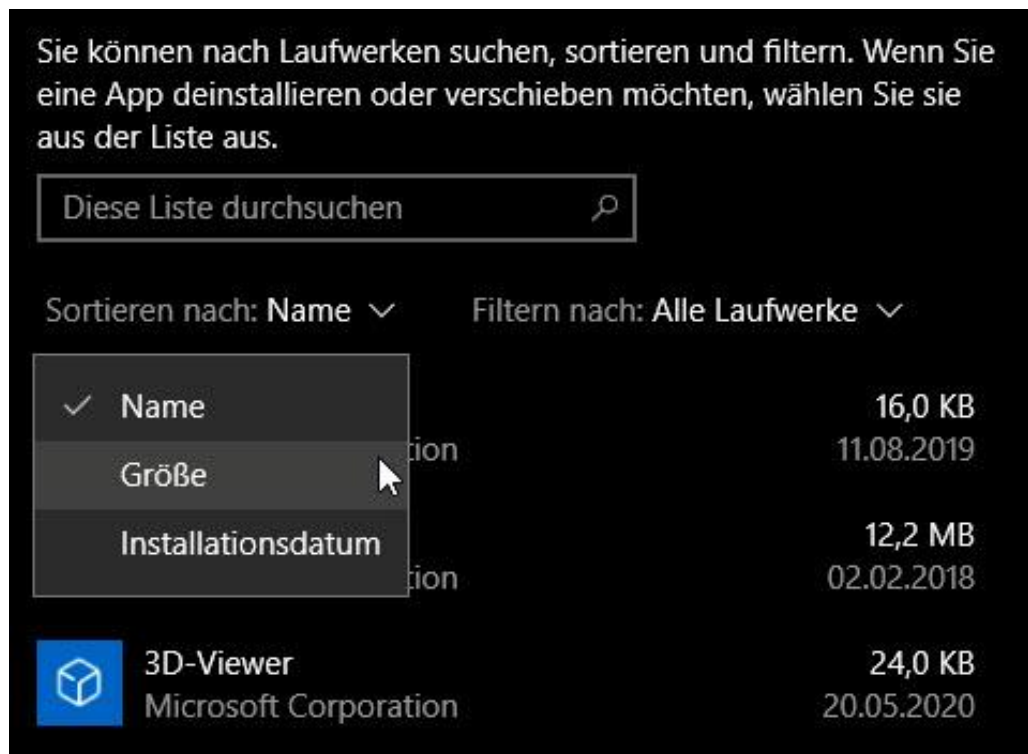 Sie können nach Laufwerken suchen, sortieren und filtern. Wenn Sie
eine App deinstallieren oder verschieben möchten, wählen Sie sie
aus der Liste aus.
Diese Liste durchsuchen
Sortieren nach: Name Filtern nach: Alle Laufwerke
Name 16,0 KB
tion 11.08.2019
Größe
Installationsdatum 12,2 MB
tion 02.02.2018
3D-Viewer 24,0 KB
Microsoft Corporation 20.05.2020